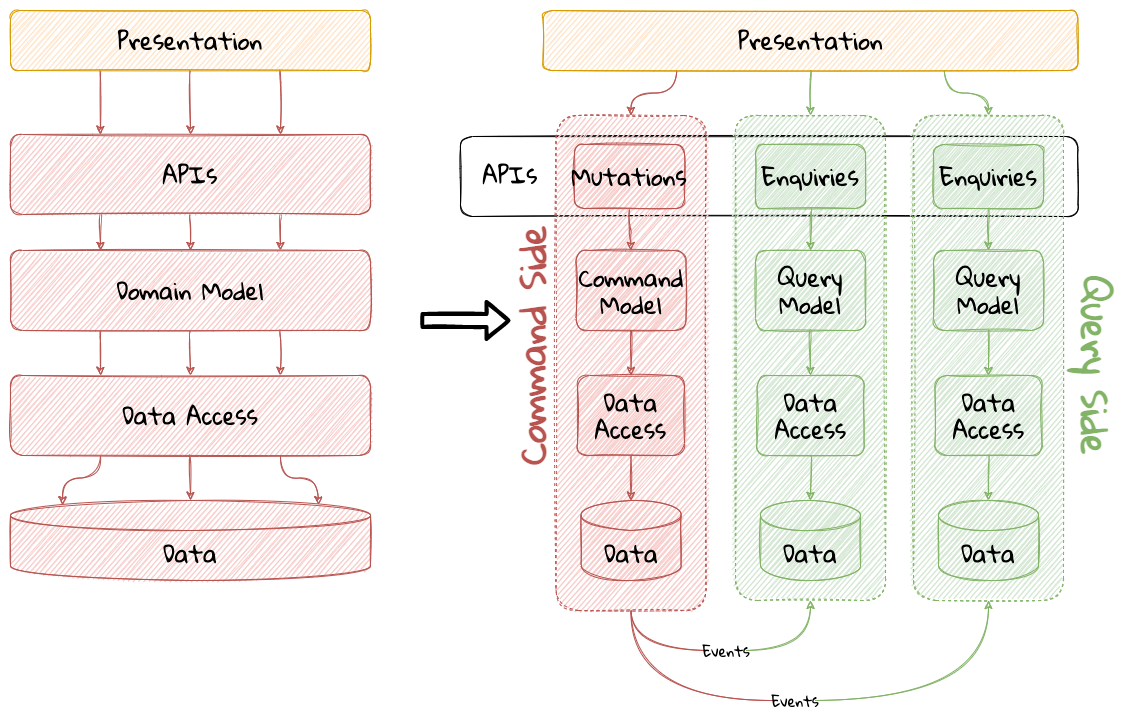 Presentation
APIs
Domain Model
Data Access
Data
Presentation
APIs
Mutations
Enquiries
Enquiries
Command Side
Command
Model
Query
Model
Query
Model
Query Side
Data
Access
Data
Access
Data
Access
Data
Data
Data
Events
Events